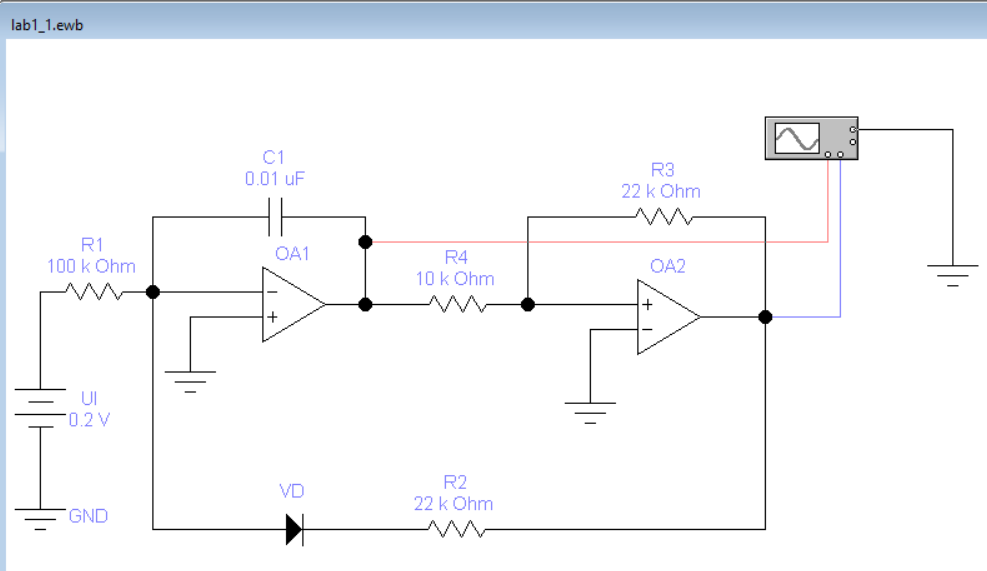 lab1_1.ewb
C1
0.01 uF
R3
22 k Ohm
R1
100 k Ohm
OA1
R4
10 k Ohm
OA2
−
+
+
−
UI
0.2 V
GND
VD
R2
22 k Ohm